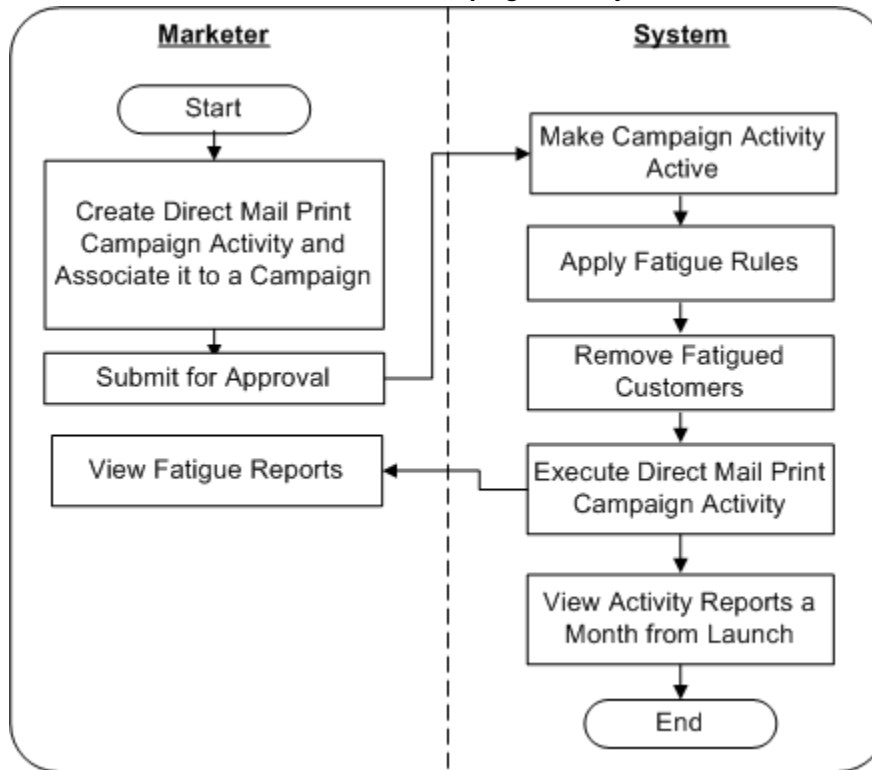 Marketer
System
Start
Create Direct Mail Print
Campaign Activity and
Associate it to a Campaign
Submit for Approval
View Fatigue Reports
Make Campaign Activity
Active
Apply Fatigue Rules
Remove Fatigued
Customers
Execute Direct Mail Print
Campaign Activity
View Activity Reports a
Month from Launch
End